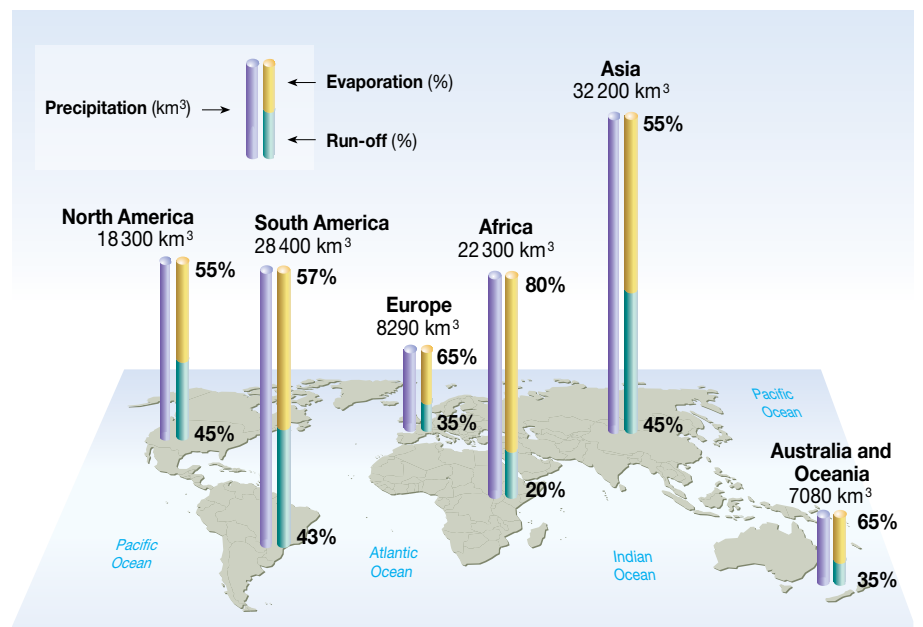 Precipitation (km³)
Evaporation (%)
Run-off (%)
North America
18 300 km³
55%
45%
South America
28 400 km³
57%
43%
Europe
8290 km³
65%
35%
Africa
22 300 km³
80%
20%
Asia
32 200 km³
55%
45%
Australia and
Oceania
7080 km³
65%
35%
Pacific
Ocean
Pacific
Ocean
Atlantic
Ocean
Indian
Ocean